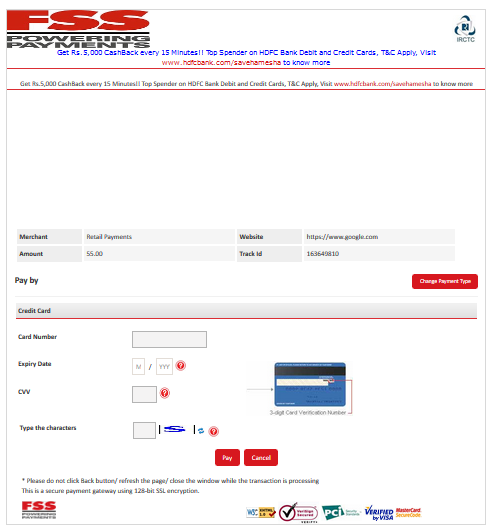 FSS
POWERING
PAYMENTS
IRCTC
Get Rs.5,000 CashBack every 15 Minutes!! Top Spender on HDFC Bank Debit and Credit Cards, T&C Apply, Visit
www.hdfcbank.com/savehamesha to know more
Get Rs.5,000 CashBack every 15 Minutes!! Top Spender on HDFC Bank Debit and Credit Cards, T&C Apply, Visit www.hdfcbank.com/savehamesha to know more
Merchant Retail Payments Website https://www.google.com
Amount 55.00 Track Id 163649810
Pay by Change Payment Type
Credit Card
Card Number
Expiry Date M / YYY ?
CVV ?
3-digit Card Verification Number
Type the characters ?
Pay Cancel
* Please do not click Back button/ refresh the page/ close the window while the transaction is processing
This is a secure payment gateway using 128-bit SSL encryption.
FSS
POWERING
PAYMENTS
W3C XHTML 1.0 VeriSign Secured PCI VERIFIED by VISA MasterCard SecureCode.